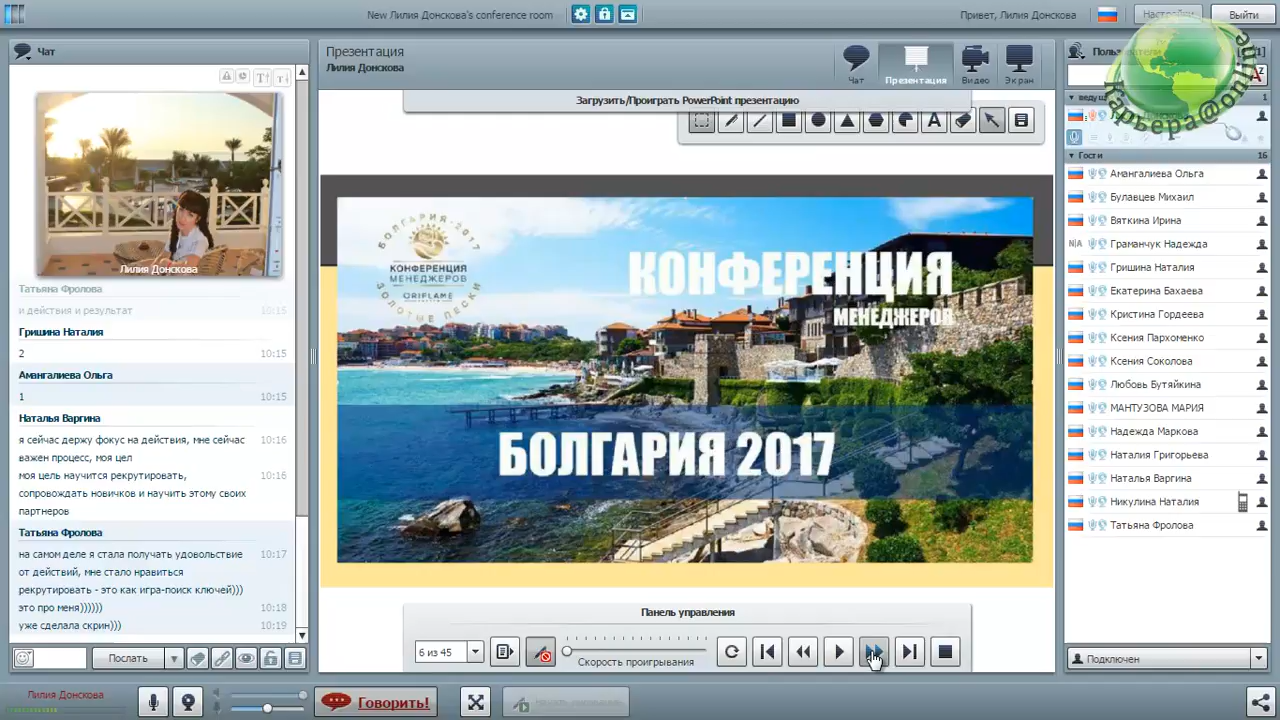 New Лилия Донскова's conference room
Привет, Лилия Донскова
Настройки
Выйти
Чат
Лилия Донскова
Татьяна Фролова
и действия и результат 10:15
Гришина Наталия
2 10:15
Амангалиева Ольга
1 10:15
Наталья Варгина
я сейчас держу фокус на действия, мне сейчас 10:16
важен процесс, моя цел
моя цель научится рекрутировать, 10:16
сопровождать новичков и научить этому своих
партнеров
Татьяна Фролова
на самом деле я стала получать удовольствие 10:17
от действий, мне стало нравиться
рекрутировать - это как игра-поиск ключей)))
это про меня)))))) 10:18
уже сделала скрин))) 10:19
Послать
Презентация
Лилия Донскова
Чат
Презентация
Видео
Экран
Загрузить/Проиграть PowerPoint презентацию
БОЛГАРИЯ·2017
КОНФЕРЕНЦИЯ
МЕНЕДЖЕРОВ
ORIFLAME
ЗОЛОТЫЕ ПЕСКИ
КОНФЕРЕНЦИЯ
МЕНЕДЖЕРОВ
БОЛГАРИЯ 2017
Панель управления
6 из 45
Скорость проигрывания
карьера@online
Гости 16
Амангалиева Ольга
Булавцев Михаил
Вяткина Ирина
N\A Граманчук Надежда
Гришина Наталия
Екатерина Бахаева
Кристина Гордеева
Ксения Пархоменко
Ксения Соколова
Любовь Бутяйкина
МАНТУЗОВА МАРИЯ
Надежда Маркова
Наталия Григорьева
Наталья Варгина
Никулина Наталия
Татьяна Фролова
Подключен
Лилия Донскова
Говорить!